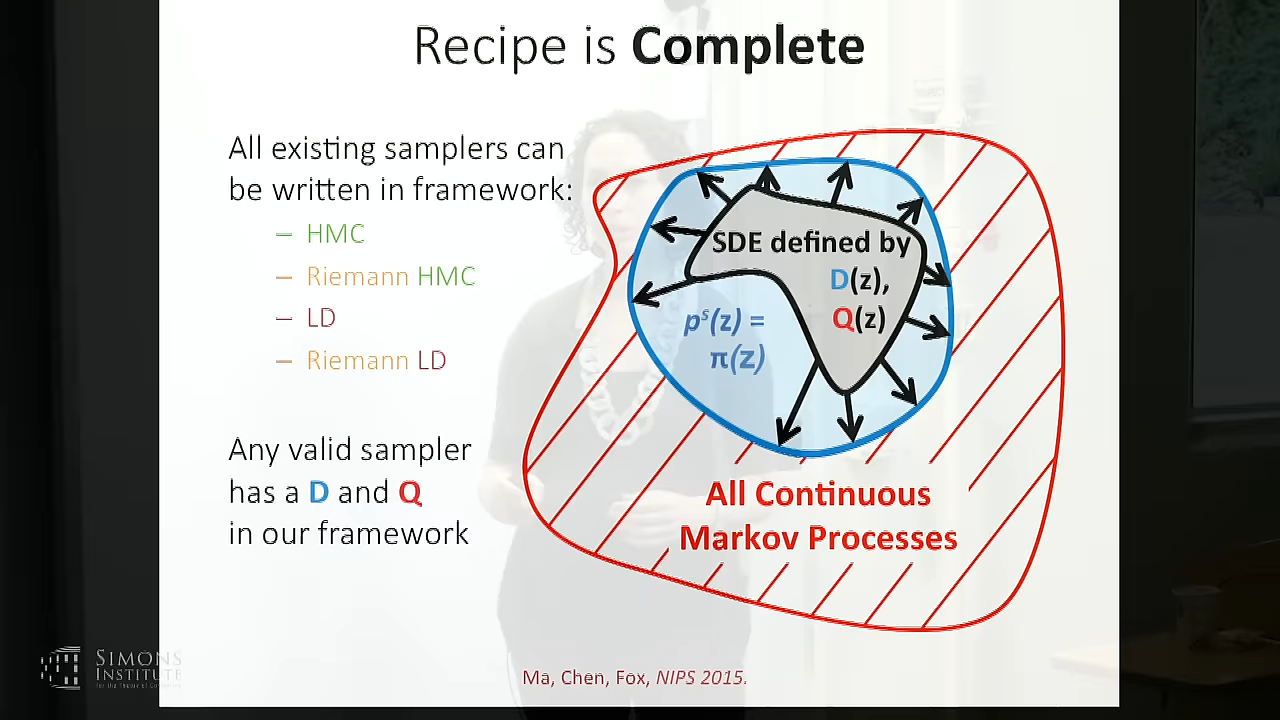 Recipe is Complete
All existing samplers can
be written in framework:
– HMC
– Riemann HMC
– LD
– Riemann LD
Any valid sampler
has a D and Q
in our framework
SDE defined by
D(z),
Q(z)
pˢ(z) =
π(z)
All Continuous
Markov Processes
Ma, Chen, Fox, NIPS 2015.
SIMONS
INSTITUTE